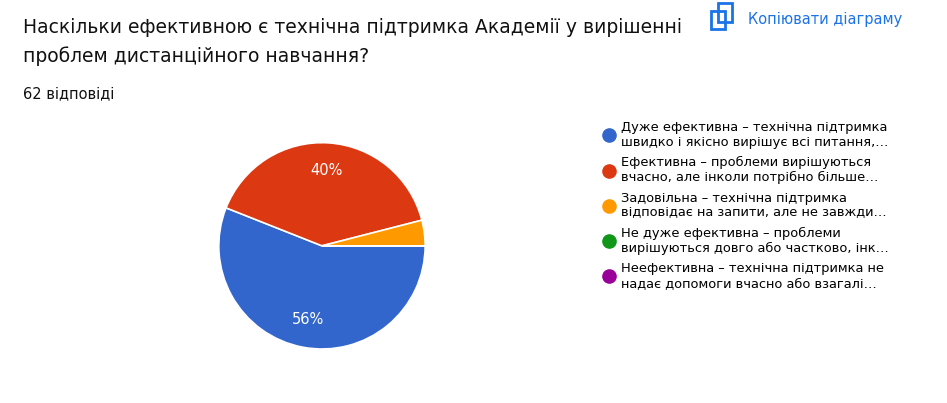 Наскільки ефективною є технічна підтримка Академії у вирішенні
проблем дистанційного навчання?
Копіювати діаграму
62 відповіді
40%
56%
Дуже ефективна – технічна підтримка
швидко і якісно вирішує всі питання,…
Ефективна – проблеми вирішуються
вчасно, але інколи потрібно більше…
Задовільна – технічна підтримка
відповідає на запити, але не завжди…
Не дуже ефективна – проблеми
вирішуються довго або частково, інк…
Неефективна – технічна підтримка не
надає допомоги вчасно або взагалі…